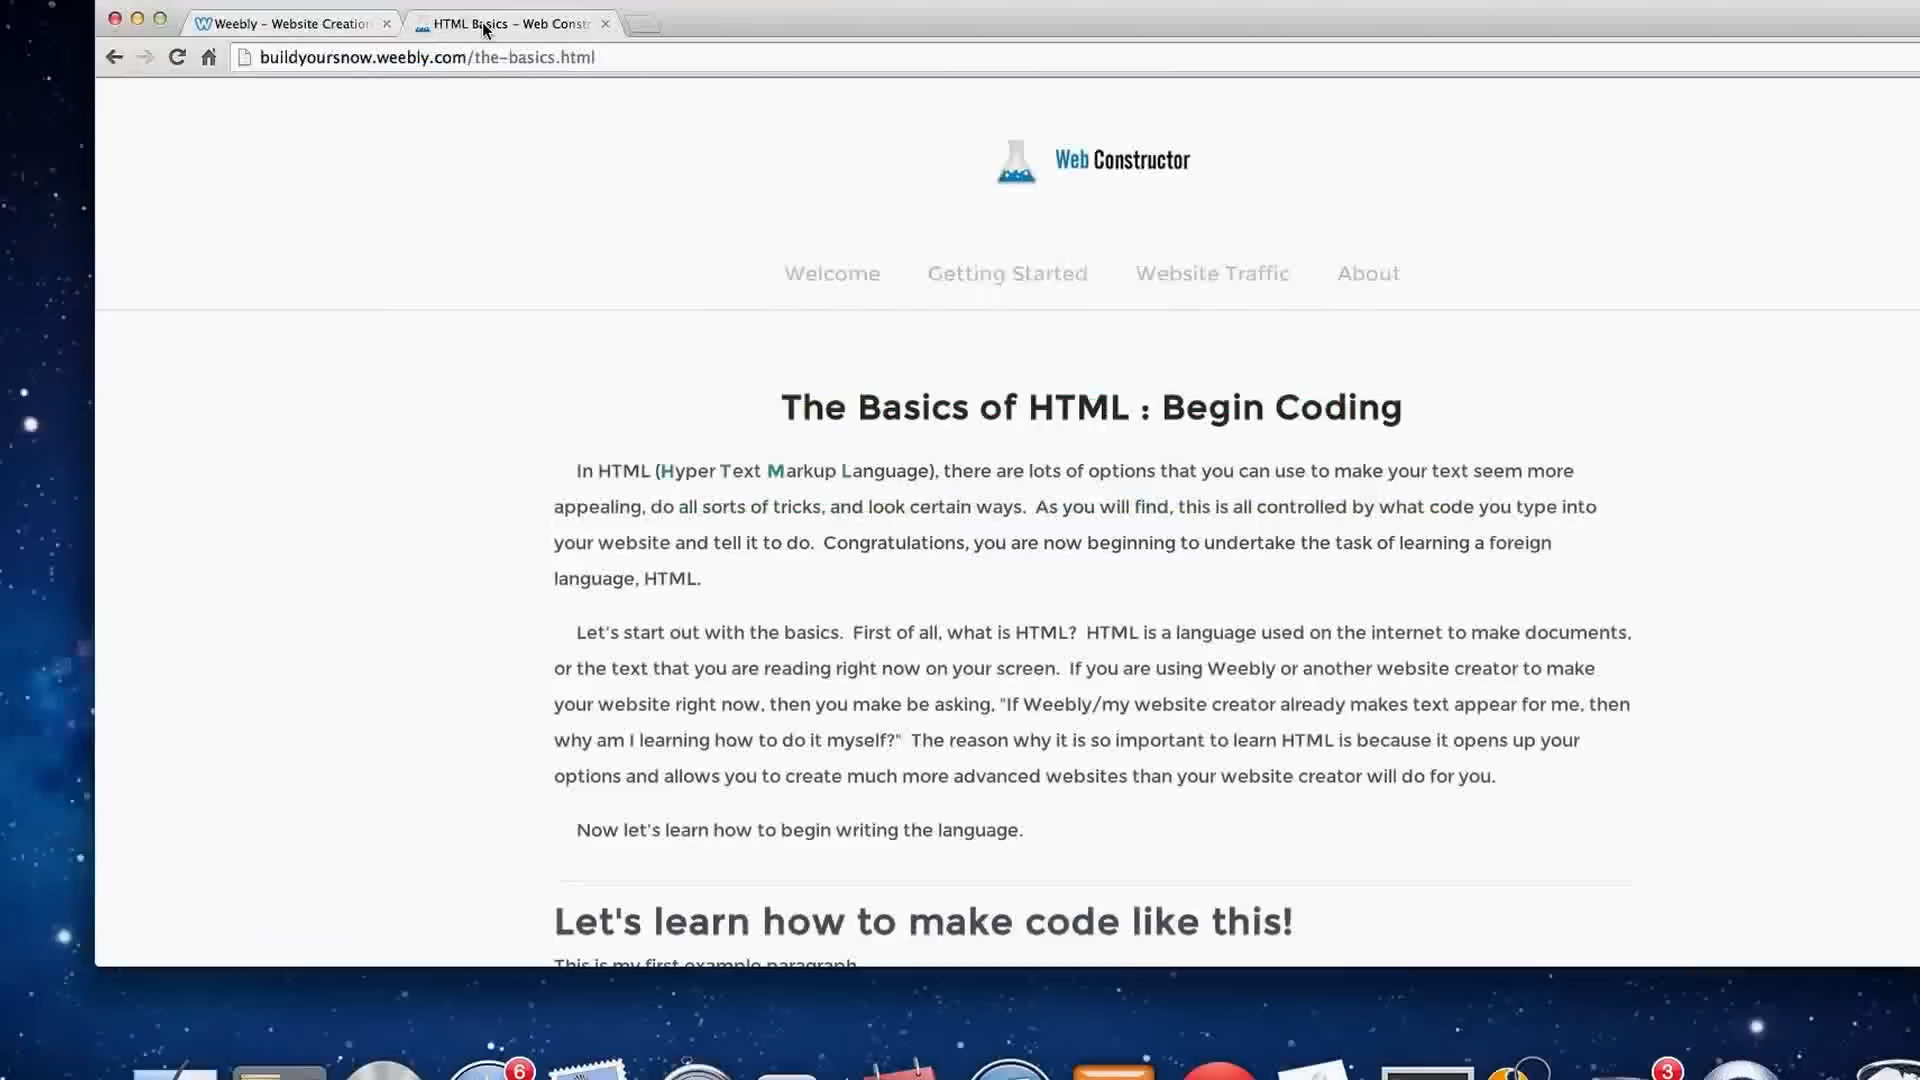 Weebly - Website Creation
HTML Basics - Web Constr
buildyoursnow.weebly.com/the-basics.html
Web Constructor
Welcome Getting Started Website Traffic About
The Basics of HTML : Begin Coding
In HTML (Hyper Text Markup Language), there are lots of options that you can use to make your text seem more
appealing, do all sorts of tricks, and look certain ways. As you will find, this is all controlled by what code you type into
your website and tell it to do. Congratulations, you are now beginning to undertake the task of learning a foreign
language, HTML.
Let's start out with the basics. First of all, what is HTML? HTML is a language used on the internet to make documents,
or the text that you are reading right now on your screen. If you are using Weebly or another website creator to make
your website right now, then you make be asking, "If Weebly/my website creator already makes text appear for me, then
why am I learning how to do it myself?" The reason why it is so important to learn HTML is because it opens up your
options and allows you to create much more advanced websites than your website creator will do for you.
Now let's learn how to begin writing the language.
Let's learn how to make code like this!
This is my first example paragraph
6
3